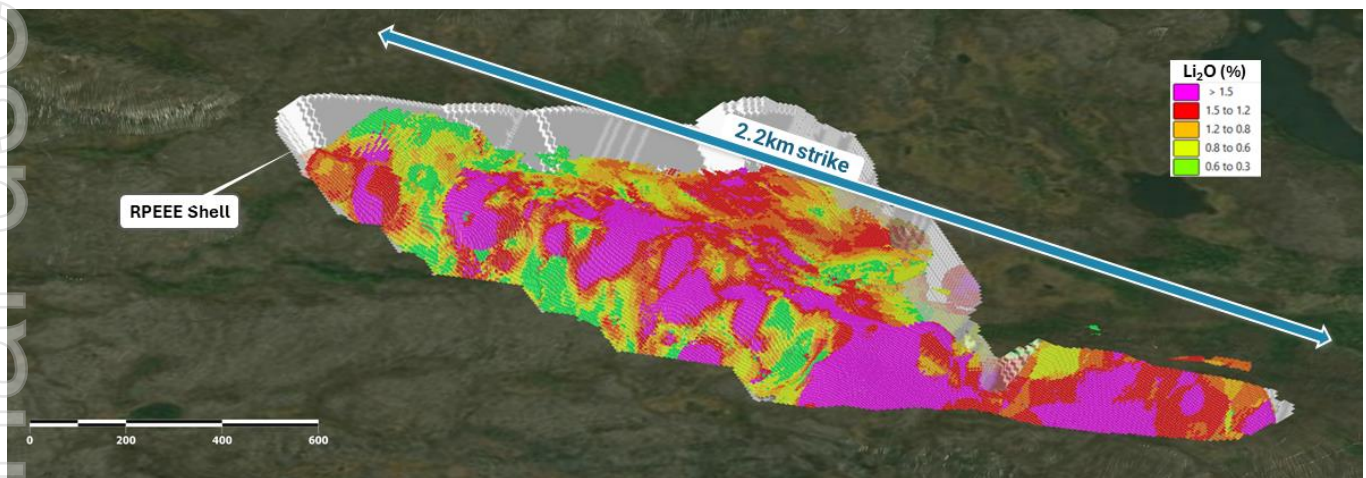 Li₂O (%)
> 1.5
1.5 to 1.2
1.2 to 0.8
0.8 to 0.6
0.6 to 0.3
2.2km strike
RPEEE Shell
0 200 400 600